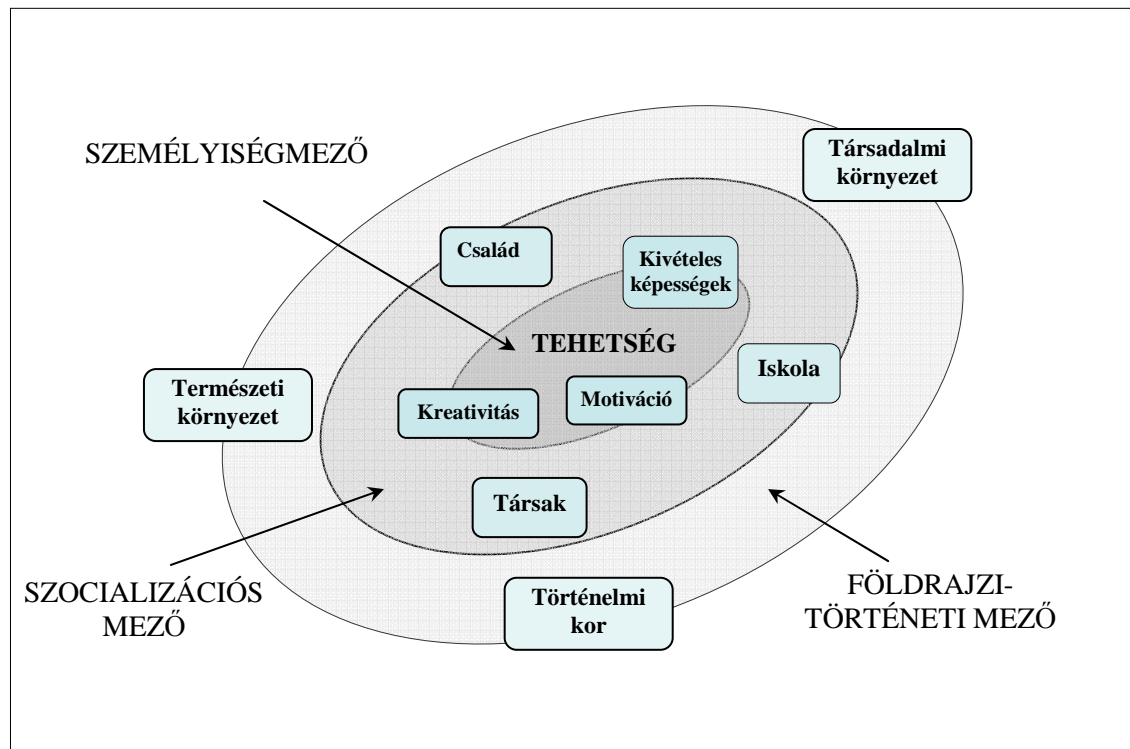 SZEMÉLYISÉGMEZŐ
Társadalmi
környezet
Család
Kivételes
képességek
TEHETSÉG
Iskola
Természeti
környezet
Kreativitás
Motiváció
Társak
SZOCIALIZÁCIÓS
MEZŐ
Történelmi
kor
FÖLDRAJZI-
TÖRTÉNETI MEZŐ